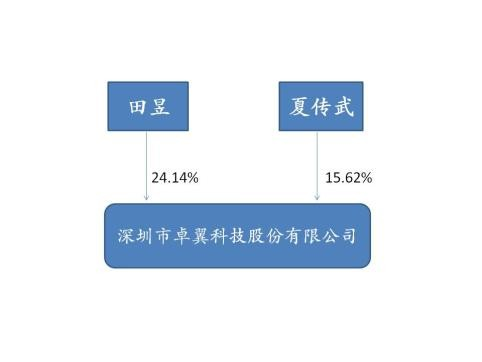 田昱
夏传武
24.14%
15.62%
深圳市卓翼科技股份有限公司